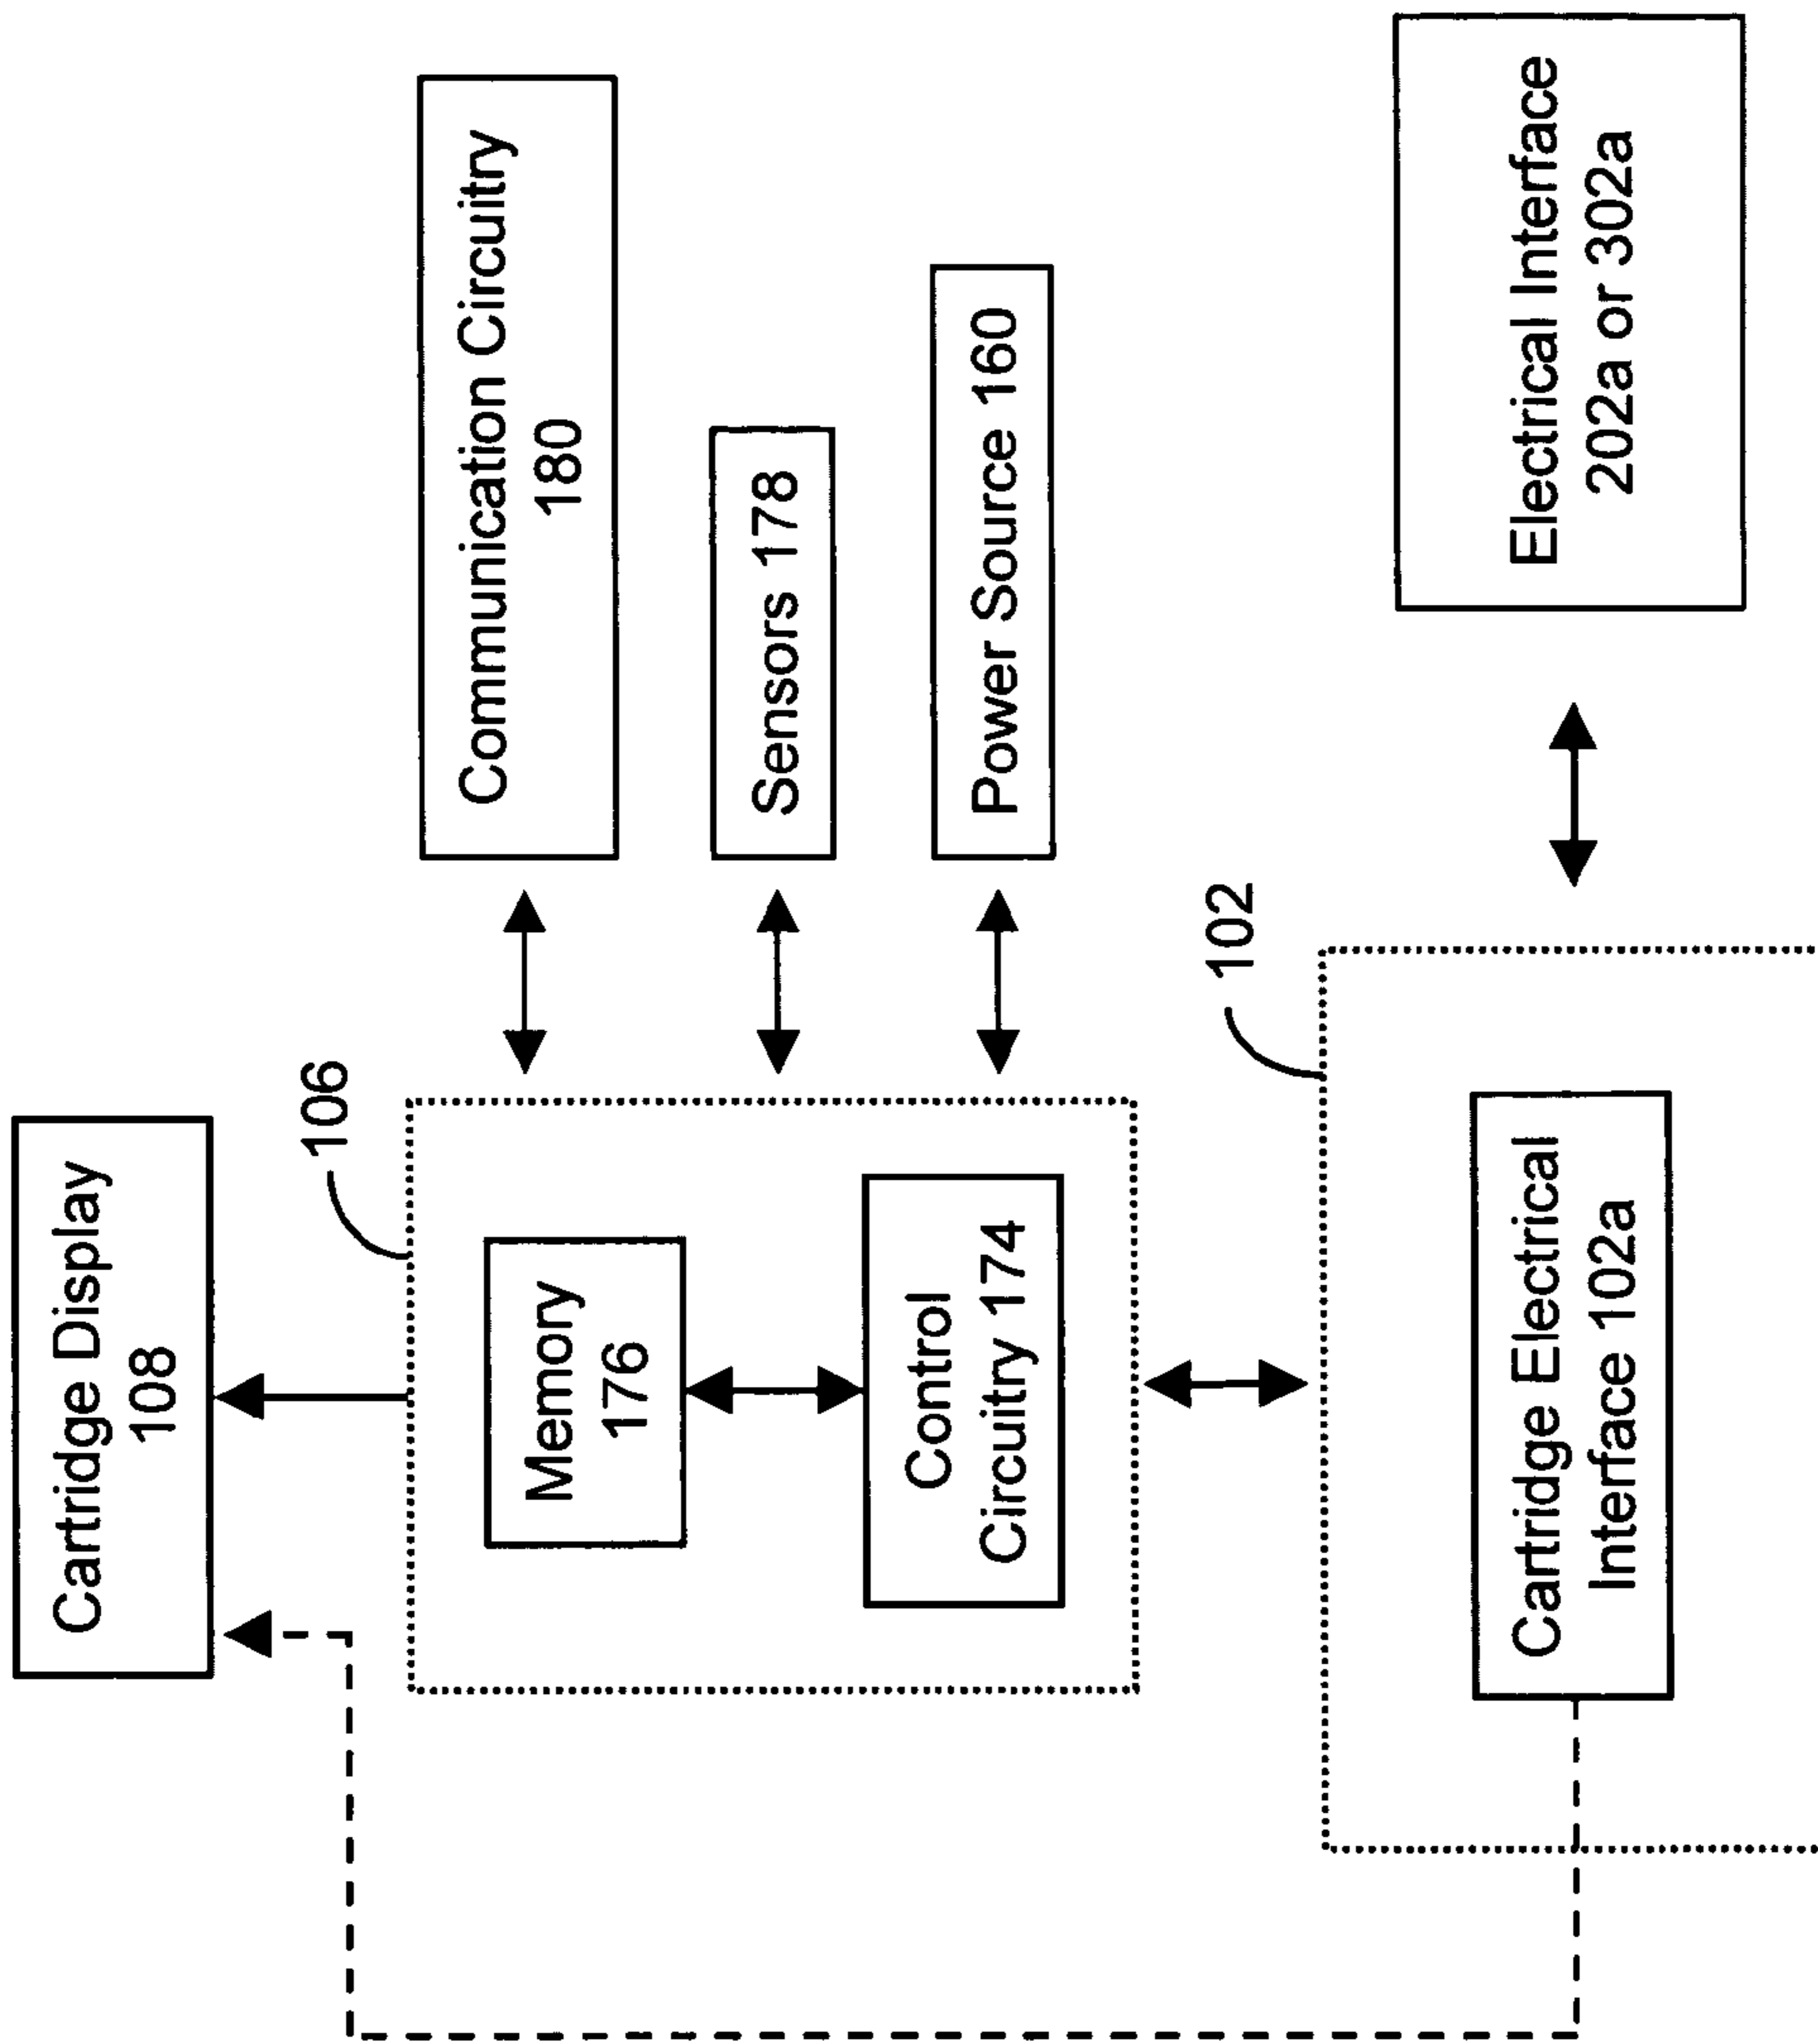 Cartridge Display
108
106
Memory
176
Control
Circuitry 174
Communication Circuitry
180
Sensors 178
Power Source 160
102
Cartridge Electrical
Interface 102a
Electrical Interface
202a or 302a